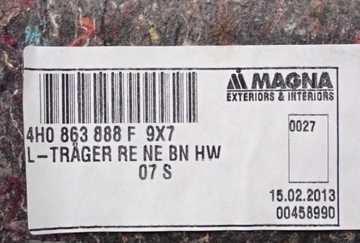 MAGNA
EXTERIORS & INTERIORS
4H0 863 888 F 9X7
L-TRÄGER RE NE BN HW
07 S
0027
15.02.2013
00458990